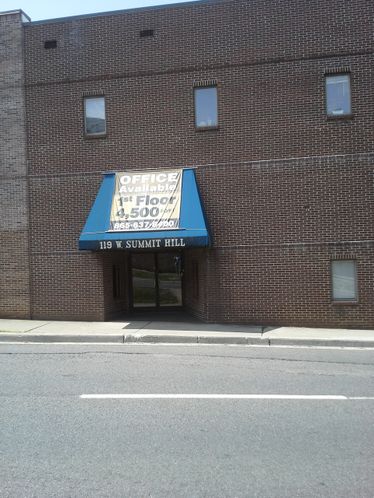 OFFICE
Available
1st Floor
4,500
119 W. SUMMIT HILL